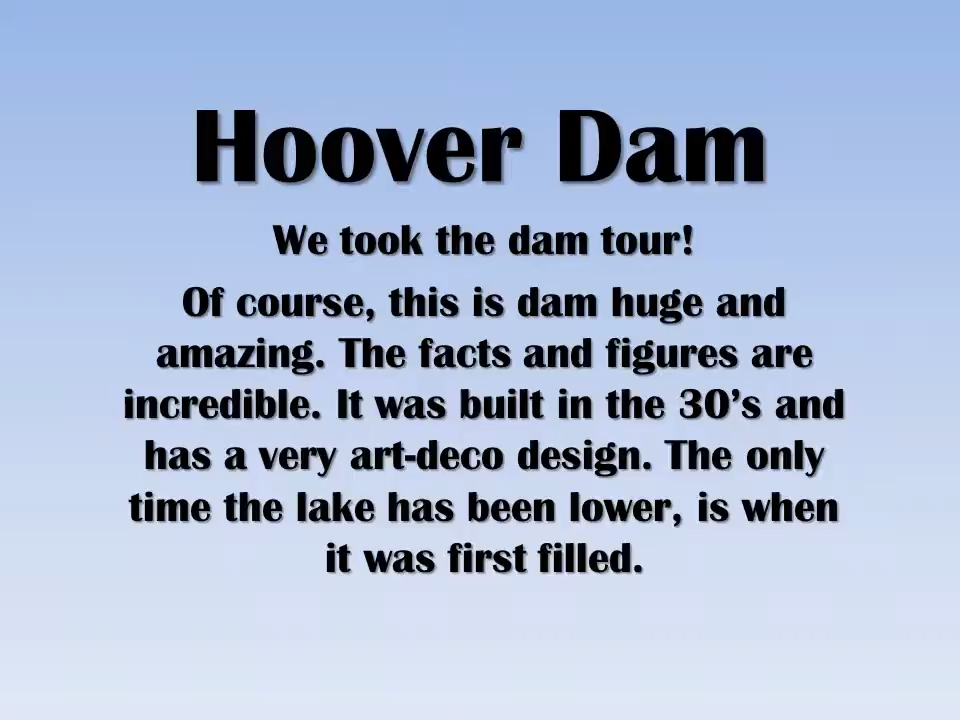 Hoover Dam
We took the dam tour!
Of course, this is dam huge and
amazing. The facts and figures are
incredible. It was built in the 30’s and
has a very art-deco design. The only
time the lake has been lower, is when
it was first filled.